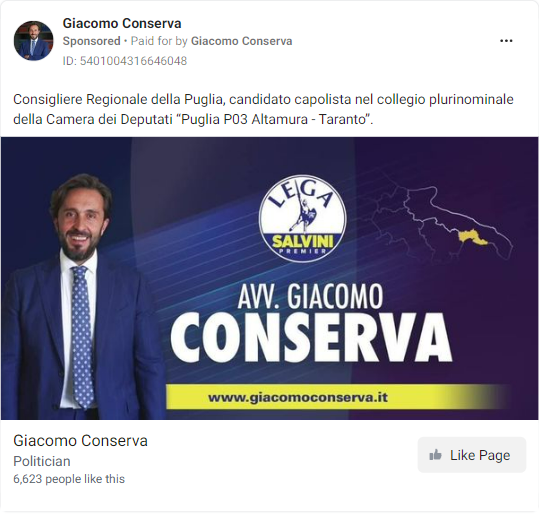 Giacomo Conserva
Sponsored • Paid for by Giacomo Conserva
ID: 5401004316646048
Consigliere Regionale della Puglia, candidato capolista nel collegio plurinominale
della Camera dei Deputati “Puglia P03 Altamura - Taranto”.
LEGA
SALVINI
PREMIER
AVV. GIACOMO
CONSERVA
www.giacomoconserva.it
Giacomo Conserva
Politician
6,623 people like this
Like Page